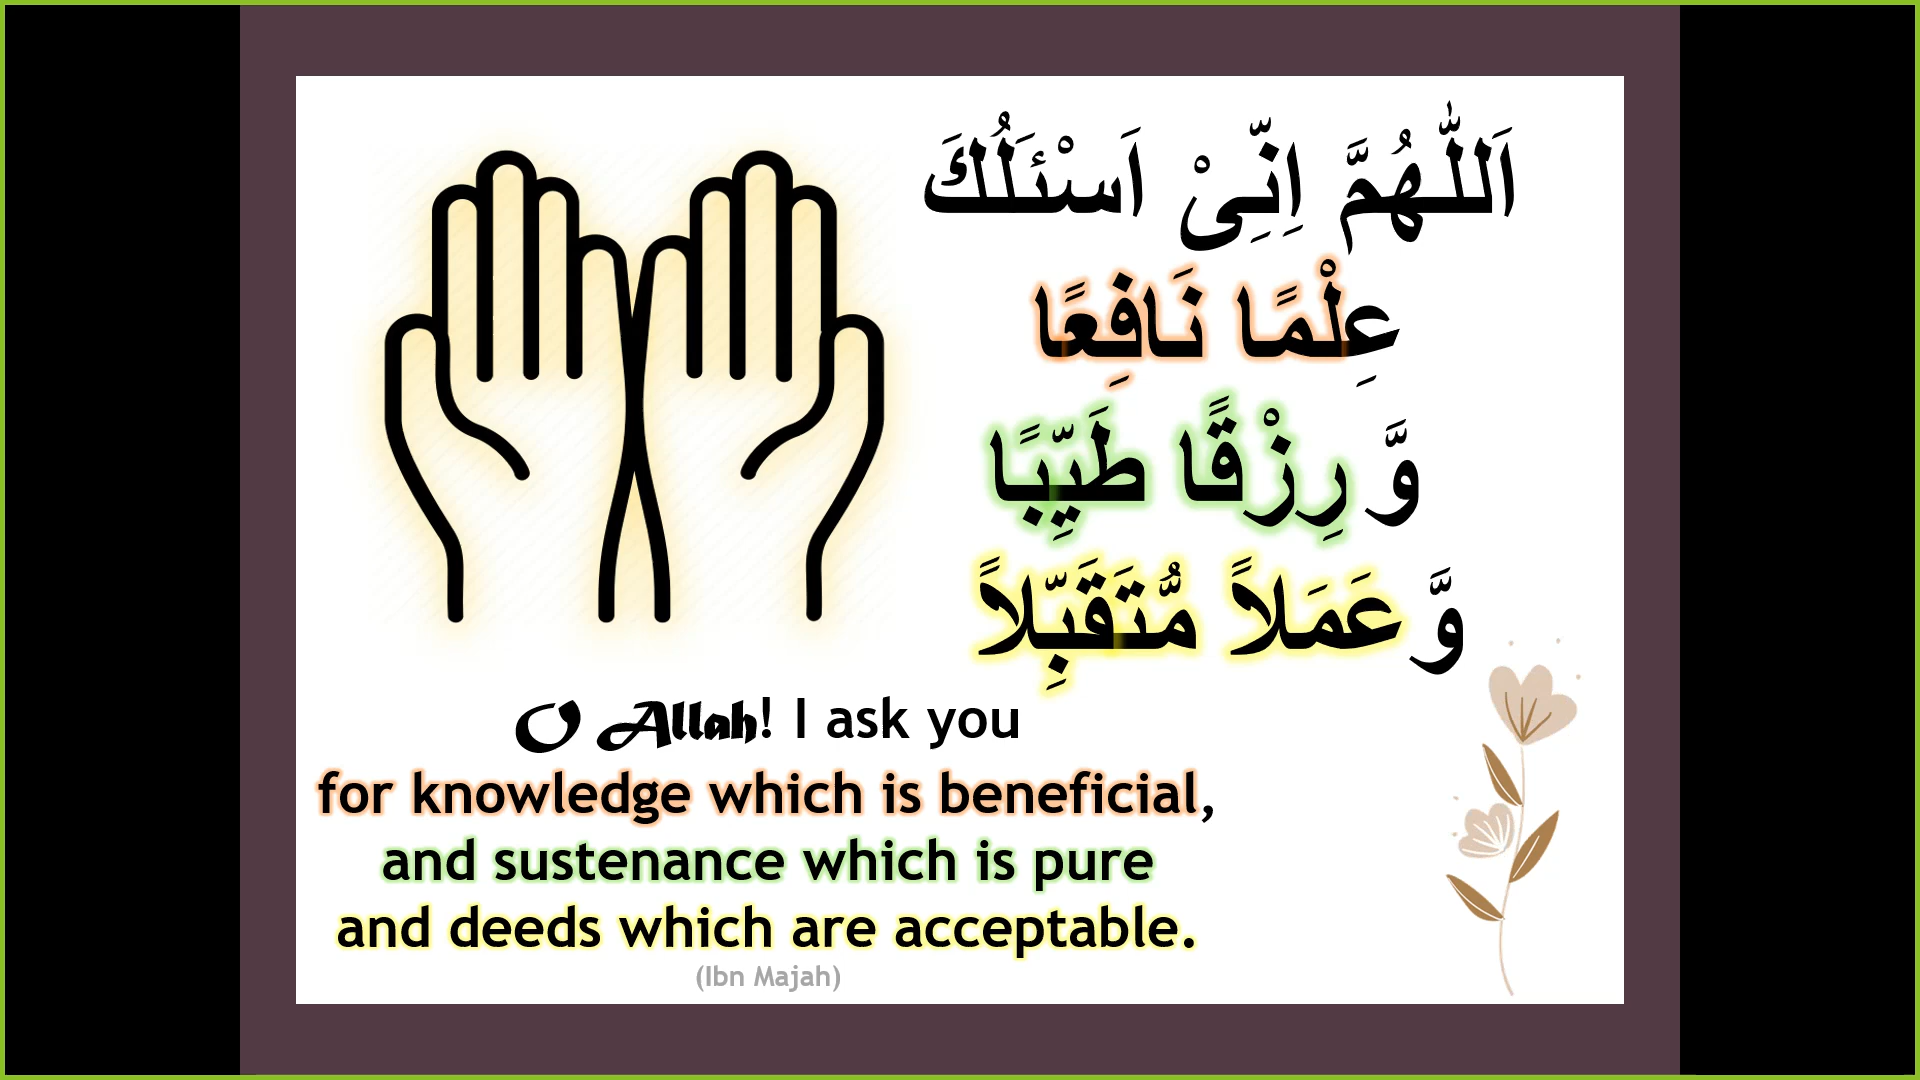 اَللّٰهُمَّ اِنِّىْ اَسْئَلُكَ
عِلْمًا نَافِعًا
وَّ رِزْقًا طَيِّبًا
وَّ عَمَلاً مُّتَقَبِّلاً
O Allah! I ask you
for knowledge which is beneficial,
and sustenance which is pure
and deeds which are acceptable.
(Ibn Majah)